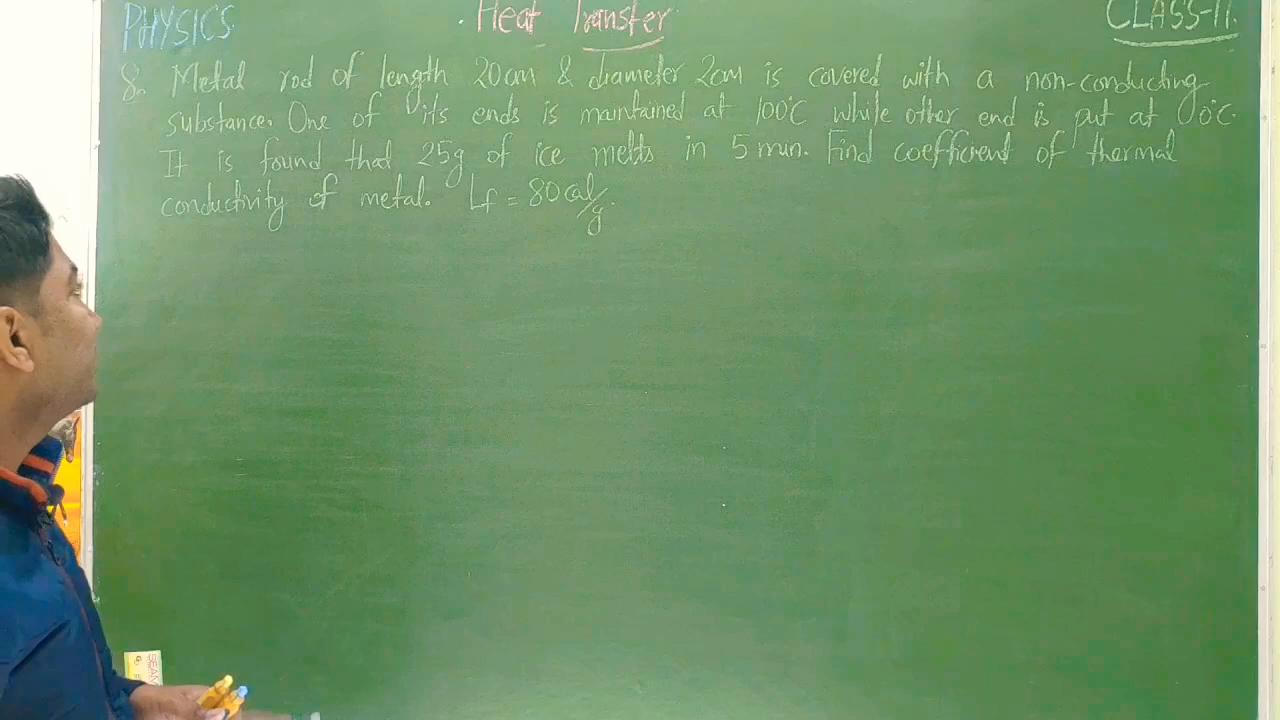 PHYSICS
Heat Transfer
CLASS-11.
8. Metal rod of length 20cm & diameter 2cm is covered with a non-conducting
substance. One of its ends is maintained at 100°C while other end is put at 0°C.
It is found that 25g of ice melts in 5 min. Find coefficient of thermal
conductivity of metal. Lf = 80 cal/g.